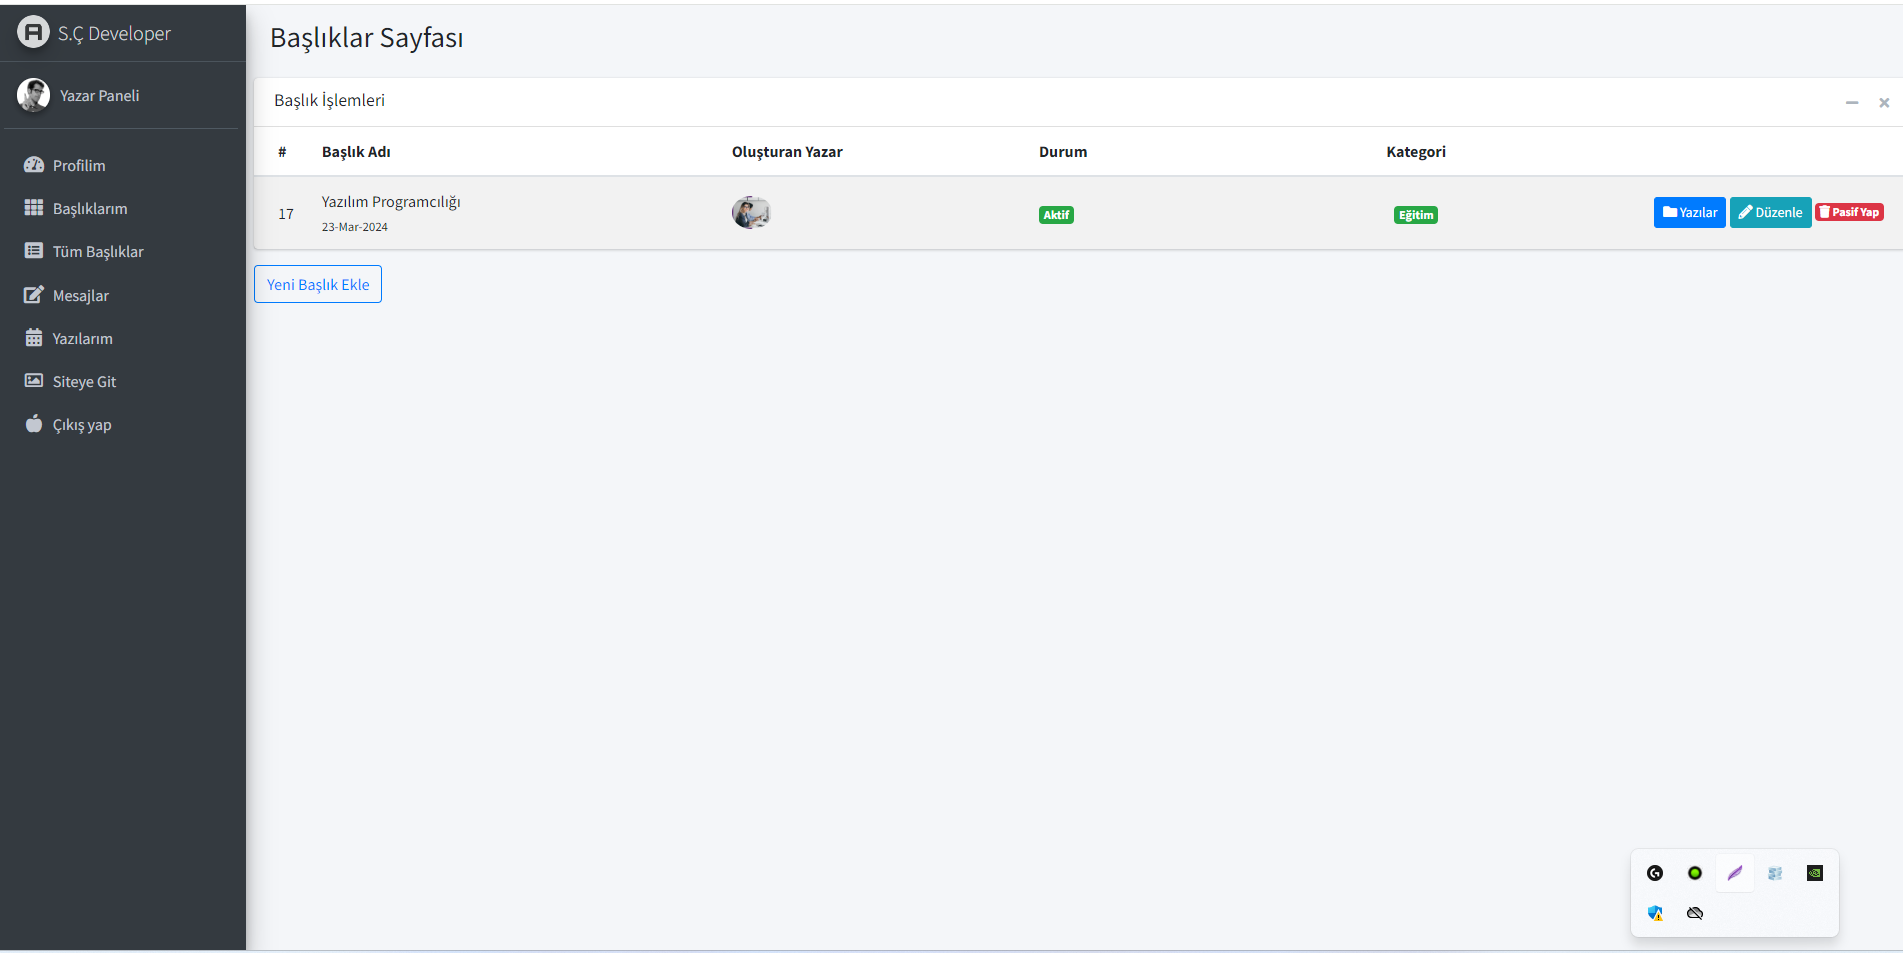 S.Ç Developer
Yazar Paneli
Profilim
Başlıklarım
Tüm Başlıklar
Mesajlar
Yazılarım
Siteye Git
Çıkış yap
Başlıklar Sayfası
Başlık İşlemleri
# Başlık Adı Oluşturan Yazar Durum Kategori
17 Yazılım Programcılığı Aktif Eğitim Yazılar Düzenle Pasif Yap
23-Mar-2024
Yeni Başlık Ekle